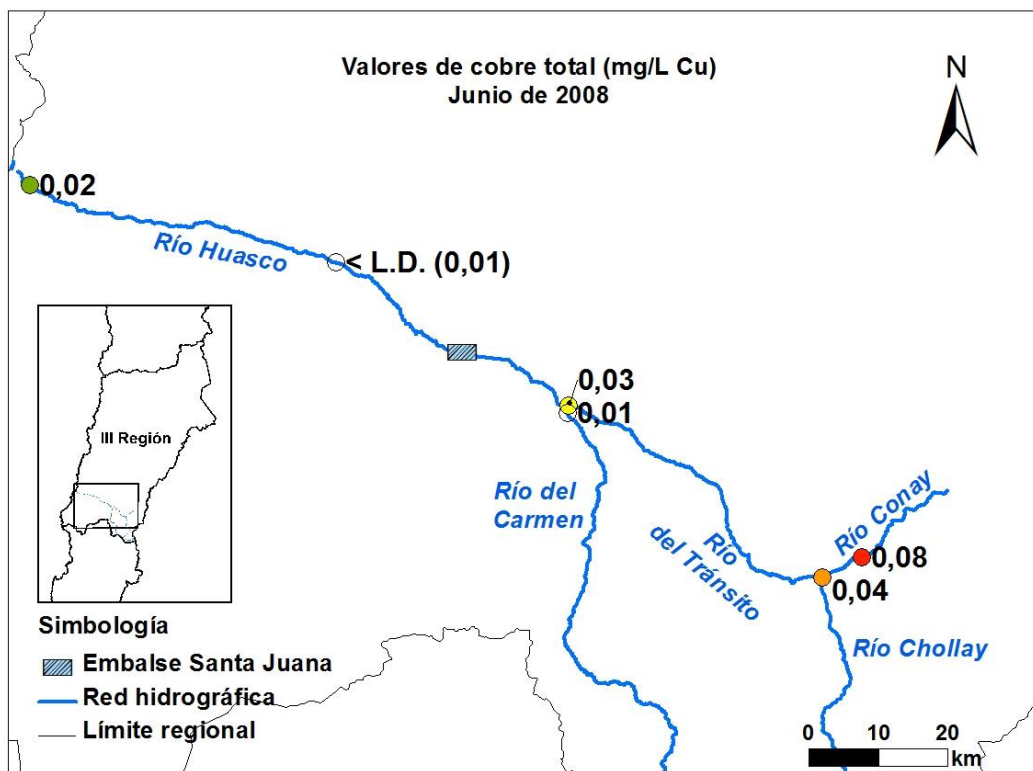 Valores de cobre total (mg/L Cu)
Junio de 2008
N
0,02
Río Huasco
< L.D. (0,01)
0,03
0,01
III Región
Río del
Carmen
Río
del Tránsito
Río Conay
0,08
0,04
Río Chollay
Simbología
Embalse Santa Juana
Red hidrográfica
Límite regional
0 10 20
km